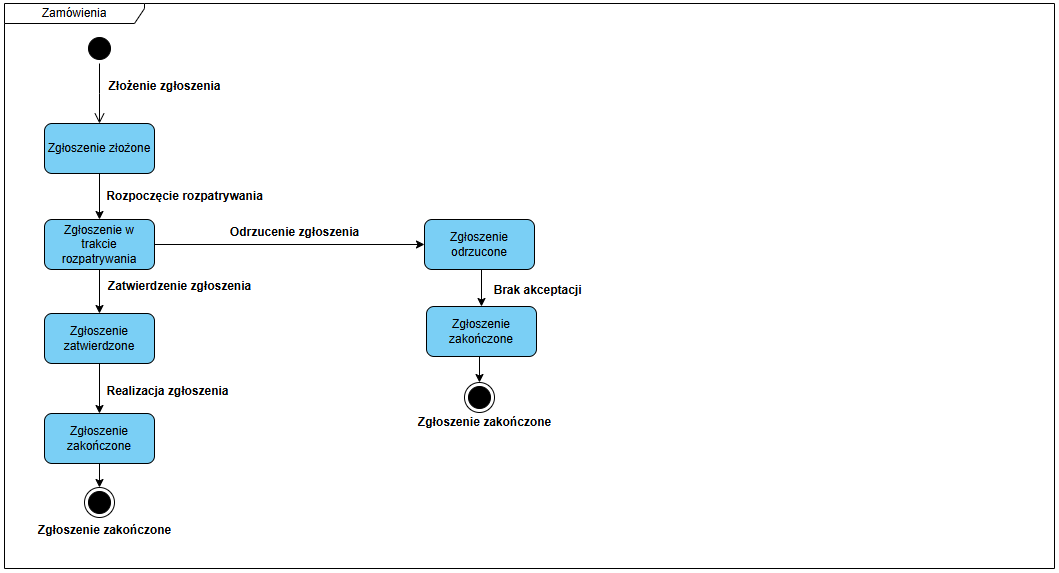 Zamówienia
Złożenie zgłoszenia
Zgłoszenie złożone
Rozpoczęcie rozpatrywania
Zgłoszenie w
trakcie
rozpatrywania
Odrzucenie zgłoszenia
Zgłoszenie
odrzucone
Zatwierdzenie zgłoszenia
Brak akceptacji
Zgłoszenie
zatwierdzone
Zgłoszenie
zakończone
Realizacja zgłoszenia
Zgłoszenie zakończone
Zgłoszenie
zakończone
Zgłoszenie zakończone